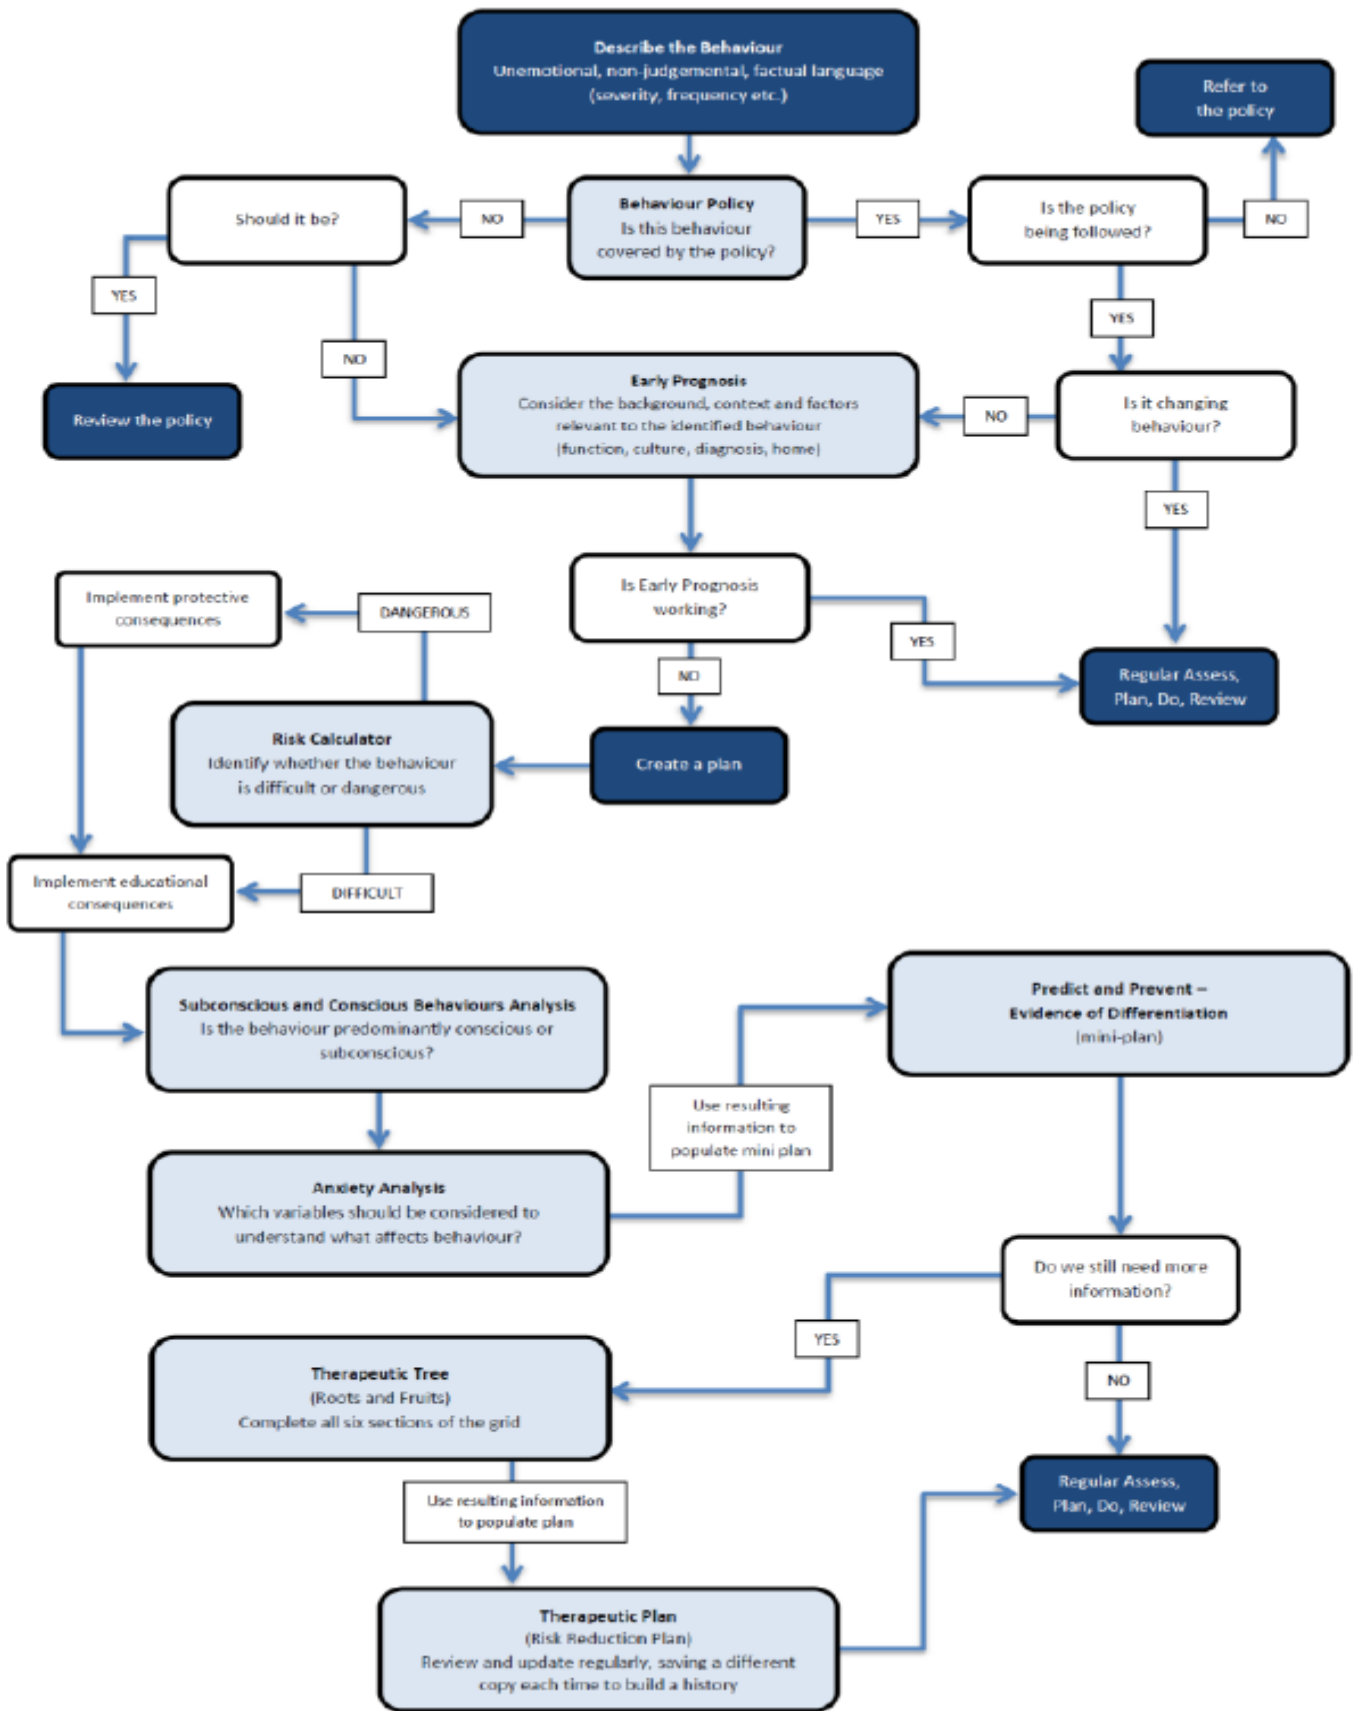 Describe the Behaviour
Unemotional, non-judgemental, factual language
(severity, frequency etc.)
Refer to
the policy
Should it be?
NO
Behaviour Policy
Is this behaviour
covered by the policy?
YES
Is the policy
being followed?
NO
YES
YES
NO
Review the policy
Early Prognosis
Consider the background, context and factors
relevant to the identified behaviour
(function, culture, diagnosis, home)
NO
Is it changing
behaviour?
YES
Implement protective
consequences
DANGEROUS
Is Early Prognosis
working?
YES
NO
Regular Assess,
Plan, Do, Review
Risk Calculator
Identify whether the behaviour
is difficult or dangerous
Create a plan
Implement educational
consequences
DIFFICULT
Subconscious and Conscious Behaviours Analysis
Is the behaviour predominantly conscious or
subconscious?
Predict and Prevent –
Evidence of Differentiation
(mini-plan)
Use resulting
information to
populate mini plan
Anxiety Analysis
Which variables should be considered to
understand what affects behaviour?
Do we still need more
information?
YES
NO
Therapeutic Tree
(Roots and Fruits)
Complete all six sections of the grid
Use resulting information
to populate plan
Regular Assess,
Plan, Do, Review
Therapeutic Plan
(Risk Reduction Plan)
Review and update regularly, saving a different
copy each time to build a history